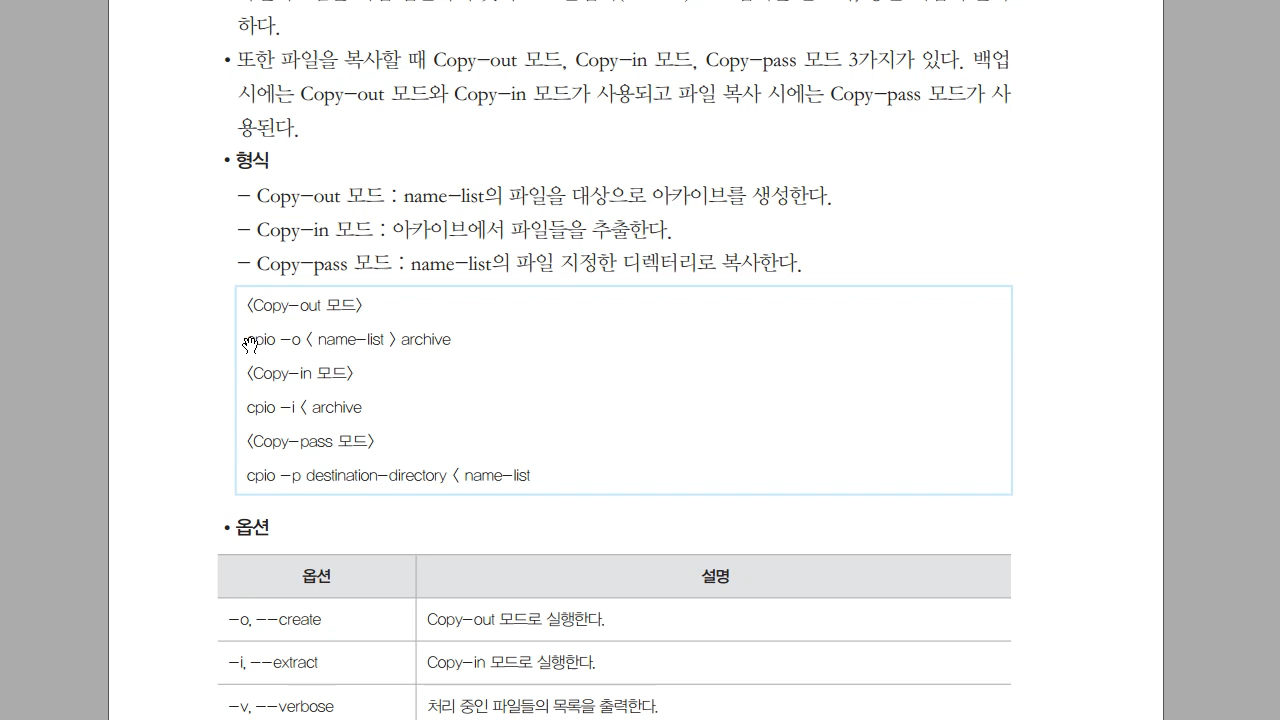 하다.
• 또한 파일을 복사할 때 Copy-out 모드, Copy-in 모드, Copy-pass 모드 3가지가 있다. 백업
시에는 Copy-out 모드와 Copy-in 모드가 사용되고 파일 복사 시에는 Copy-pass 모드가 사
용된다.
• 형식
- Copy-out 모드 : name-list의 파일을 대상으로 아카이브를 생성한다.
- Copy-in 모드 : 아카이브에서 파일들을 추출한다.
- Copy-pass 모드 : name-list의 파일 지정한 디렉터리로 복사한다.
〈Copy-out 모드〉
cpio -o 〈 name-list 〉 archive
〈Copy-in 모드〉
cpio -i 〈 archive
〈Copy-pass 모드〉
cpio -p destination-directory 〈 name-list
• 옵션
옵션 설명
-o, --create Copy-out 모드로 실행한다.
-i, --extract Copy-in 모드로 실행한다.
-v, --verbose 처리 중인 파일들의 목록을 출력한다.